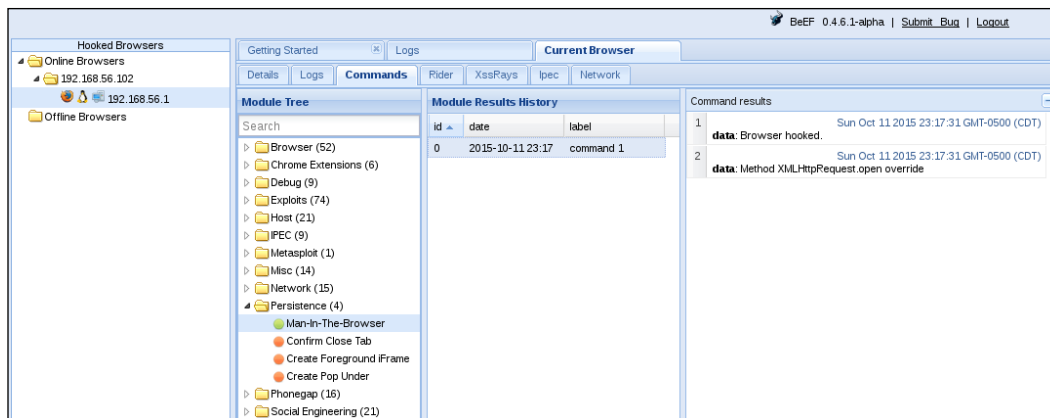 BeEF 0.4.6.1-alpha | Submit Bug | Logout
Hooked Browsers
Online Browsers
192.168.56.102
192.168.56.1
Offline Browsers
Getting Started
Logs
Current Browser
Details
Logs
Commands
Rider
XssRays
Ipec
Network
Module Tree
Search
Browser (52)
Chrome Extensions (6)
Debug (9)
Exploits (74)
Host (21)
IPEC (9)
Metasploit (1)
Misc (14)
Network (15)
Persistence (4)
Man-In-The-Browser
Confirm Close Tab
Create Foreground iFrame
Create Pop Under
Phonegap (16)
Social Engineering (21)
Module Results History
id date label
0 2015-10-11 23:17 command 1
Command results
1 Sun Oct 11 2015 23:17:31 GMT-0500 (CDT)
data: Browser hooked.
2 Sun Oct 11 2015 23:17:31 GMT-0500 (CDT)
data: Method XMLHttpRequest.open override